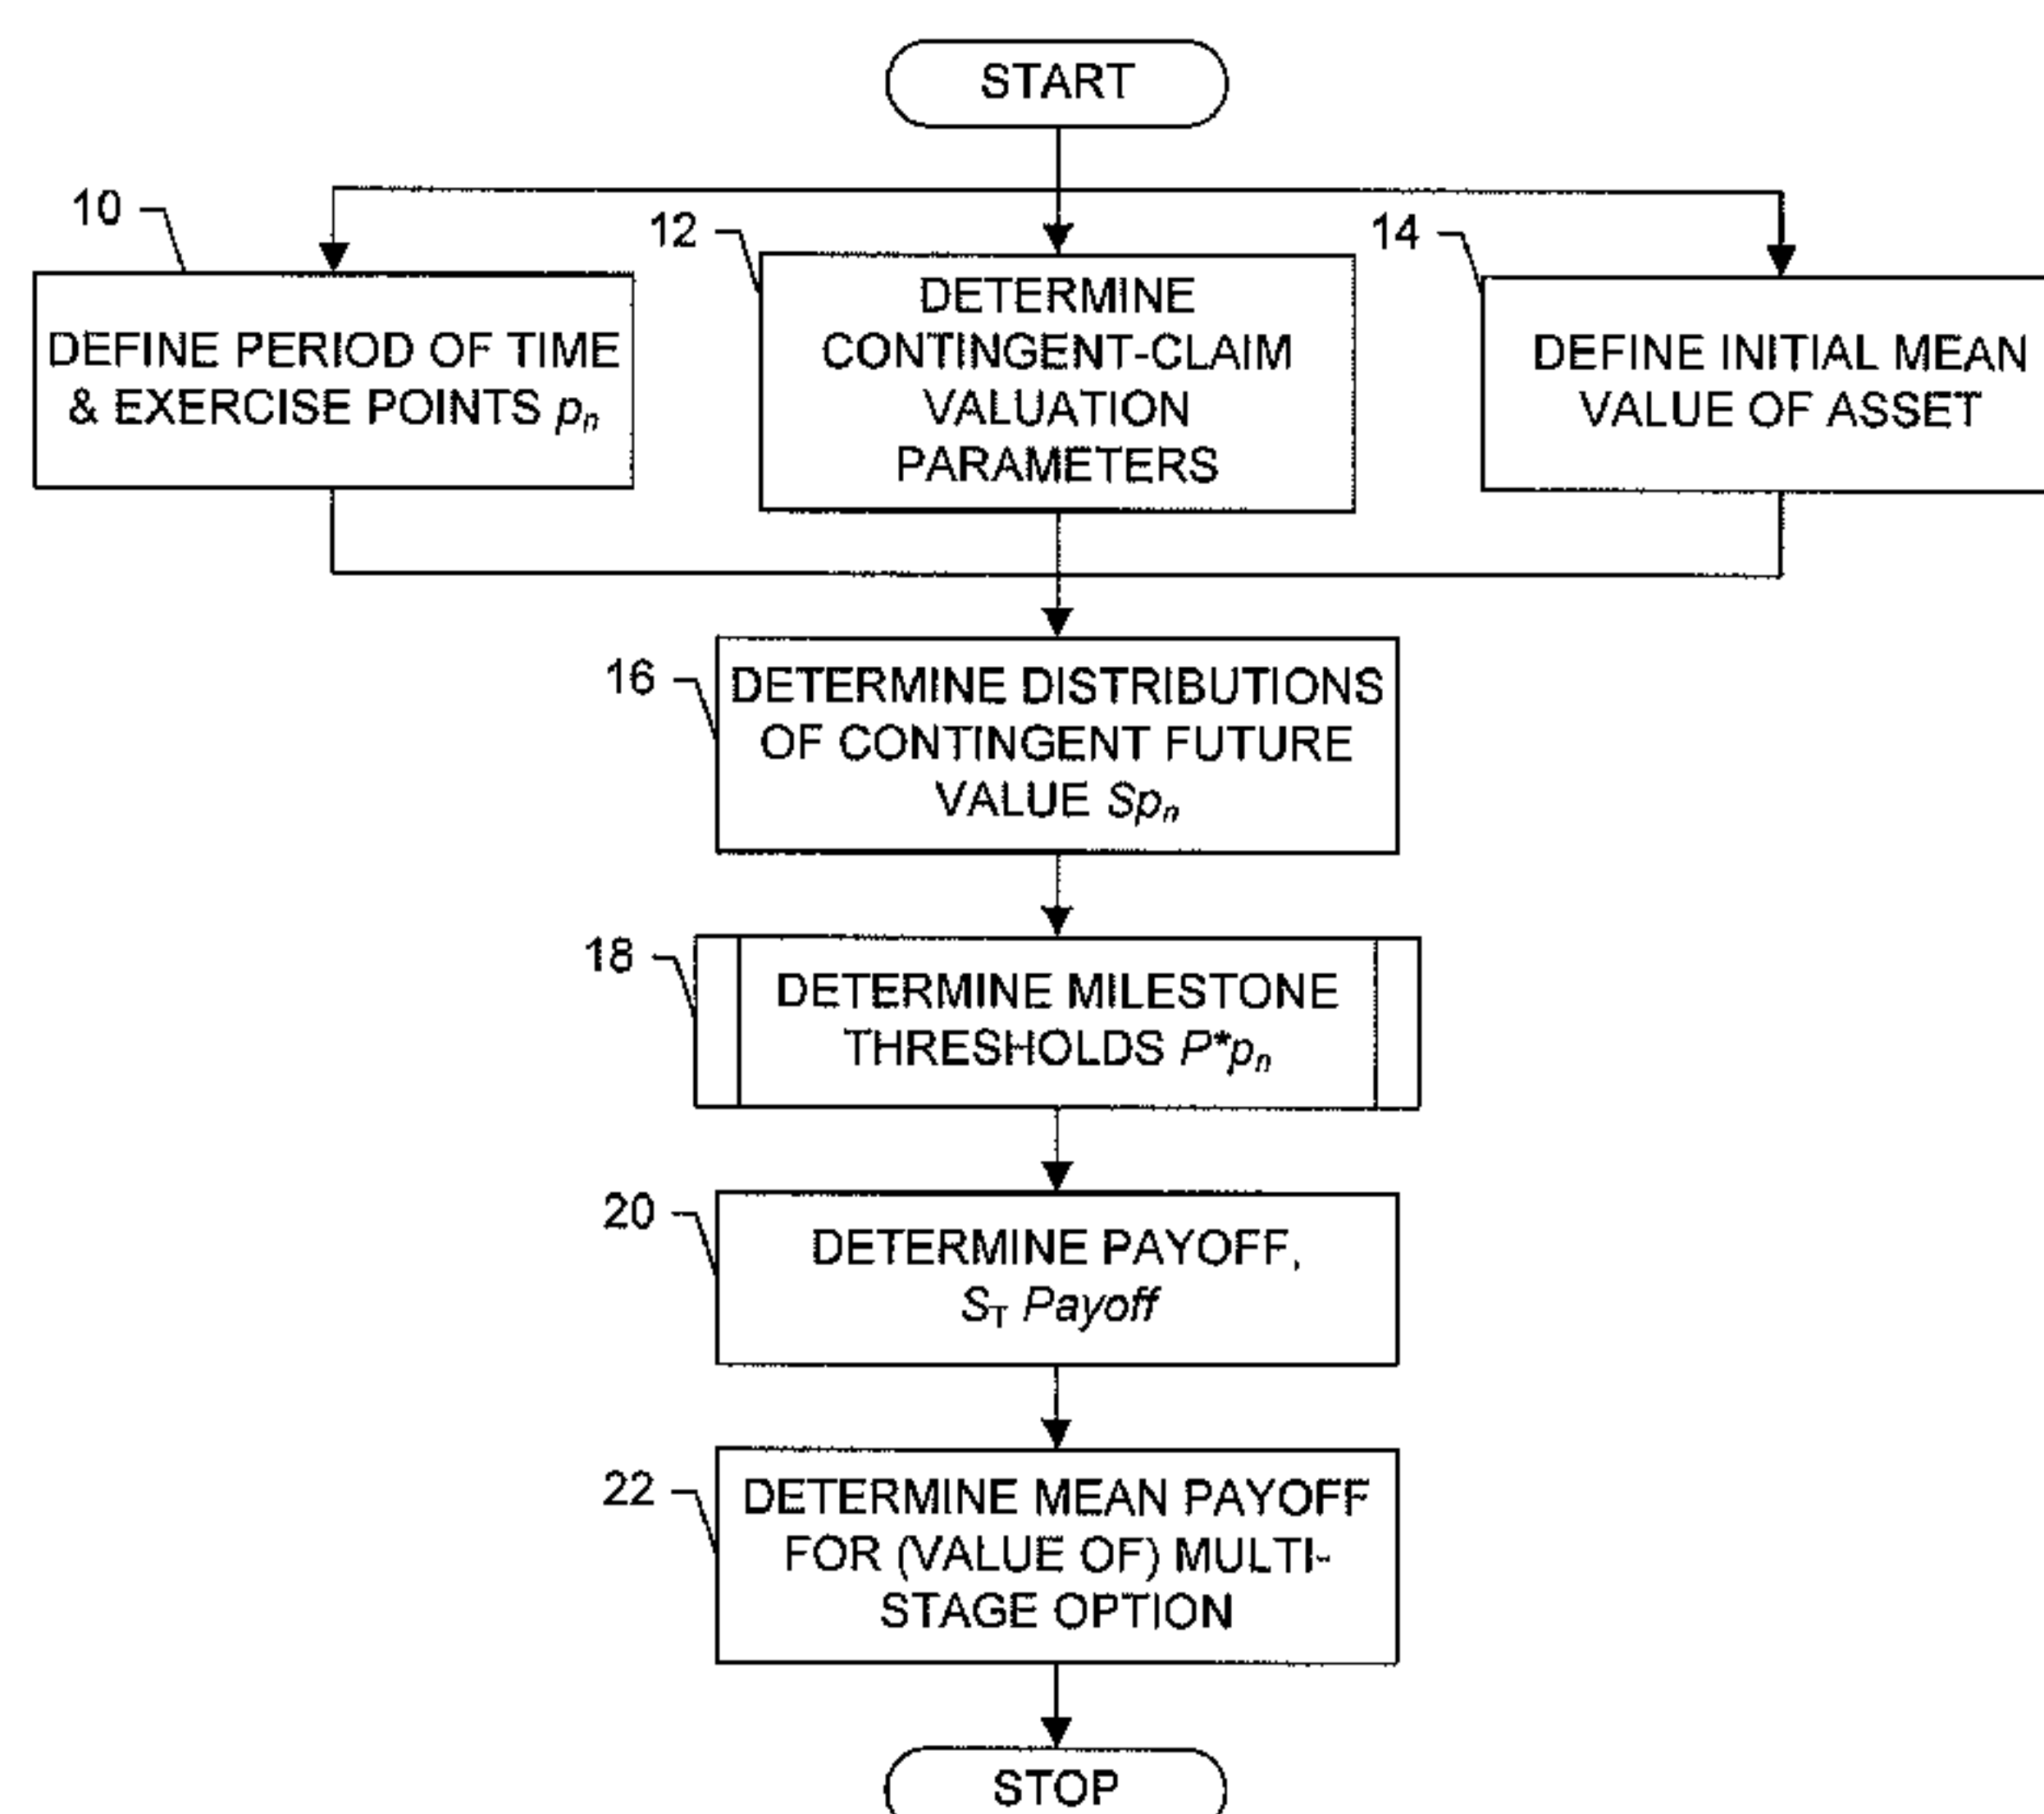 START
10
DEFINE PERIOD OF TIME
& EXERCISE POINTS pn
12
DETERMINE
CONTINGENT-CLAIM
VALUATION
PARAMETERS
14
DEFINE INITIAL MEAN
VALUE OF ASSET
16
DETERMINE DISTRIBUTIONS
OF CONTINGENT FUTURE
VALUE Spn
18
DETERMINE MILESTONE
THRESHOLDS P*pn
20
DETERMINE PAYOFF,
ST Payoff
22
DETERMINE MEAN PAYOFF
FOR (VALUE OF) MULTI-
STAGE OPTION
STOP